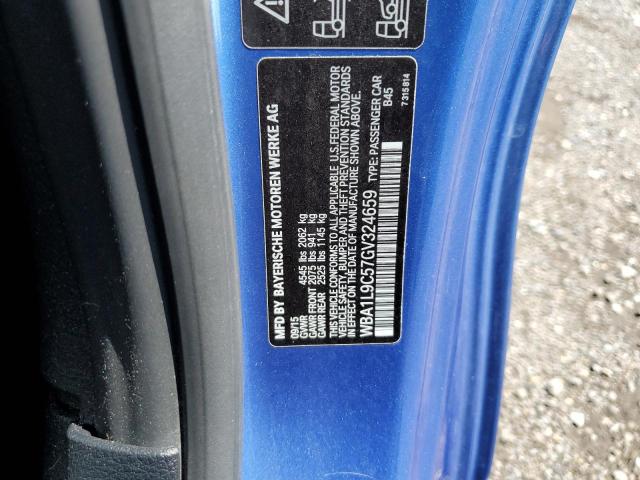 MFD BY BAYERISCHE MOTOREN WERKE AG
09/15
GVWR 4545 lbs 2062 kg
GAWR FRONT 2075 lbs 941 kg
GAWR REAR 2525 lbs 1145 kg
THIS VEHICLE CONFORMS TO ALL APPLICABLE U.S.FEDERAL MOTOR
VEHICLE SAFETY, BUMPER AND THEFT PREVENTION STANDARDS
IN EFFECT ON THE DATE OF MANUFACTURE SHOWN ABOVE.
WBA1L9C57GV324659 TYPE: PASSENGER CAR
B45
7 315 814